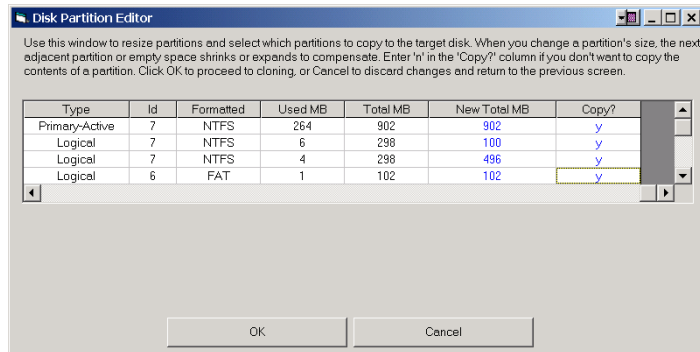 Disk Partition Editor
Use this window to resize partitions and select which partitions to copy to the target disk. When you change a partition's size, the next
adjacent partition or empty space shrinks or expands to compensate. Enter 'n' in the 'Copy?' column if you don't want to copy the
contents of a partition. Click OK to proceed to cloning, or Cancel to discard changes and return to the previous screen.
Type Id Formatted Used MB Total MB New Total MB Copy?
Primary-Active 7 NTFS 264 902 902 y
Logical 7 NTFS 6 298 100 y
Logical 7 NTFS 4 298 496 y
Logical 6 FAT 1 102 102 y
OK Cancel